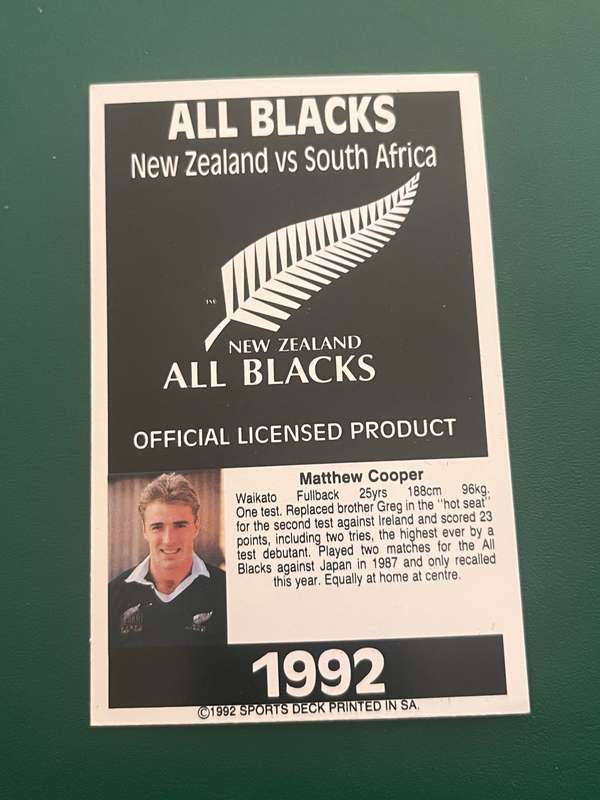 ALL BLACKS
New Zealand vs South Africa
TM
NEW ZEALAND
ALL BLACKS
OFFICIAL LICENSED PRODUCT
Matthew Cooper
Waikato Fullback 25yrs 188cm 96kg.
One test. Replaced brother Greg in the "hot seat"
for the second test against Ireland and scored 23
points, including two tries, the highest ever by a
test debutant. Played two matches for the All
Blacks against Japan in 1987 and only recalled
this year. Equally at home at centre.
1992
©1992 SPORTS DECK PRINTED IN SA.